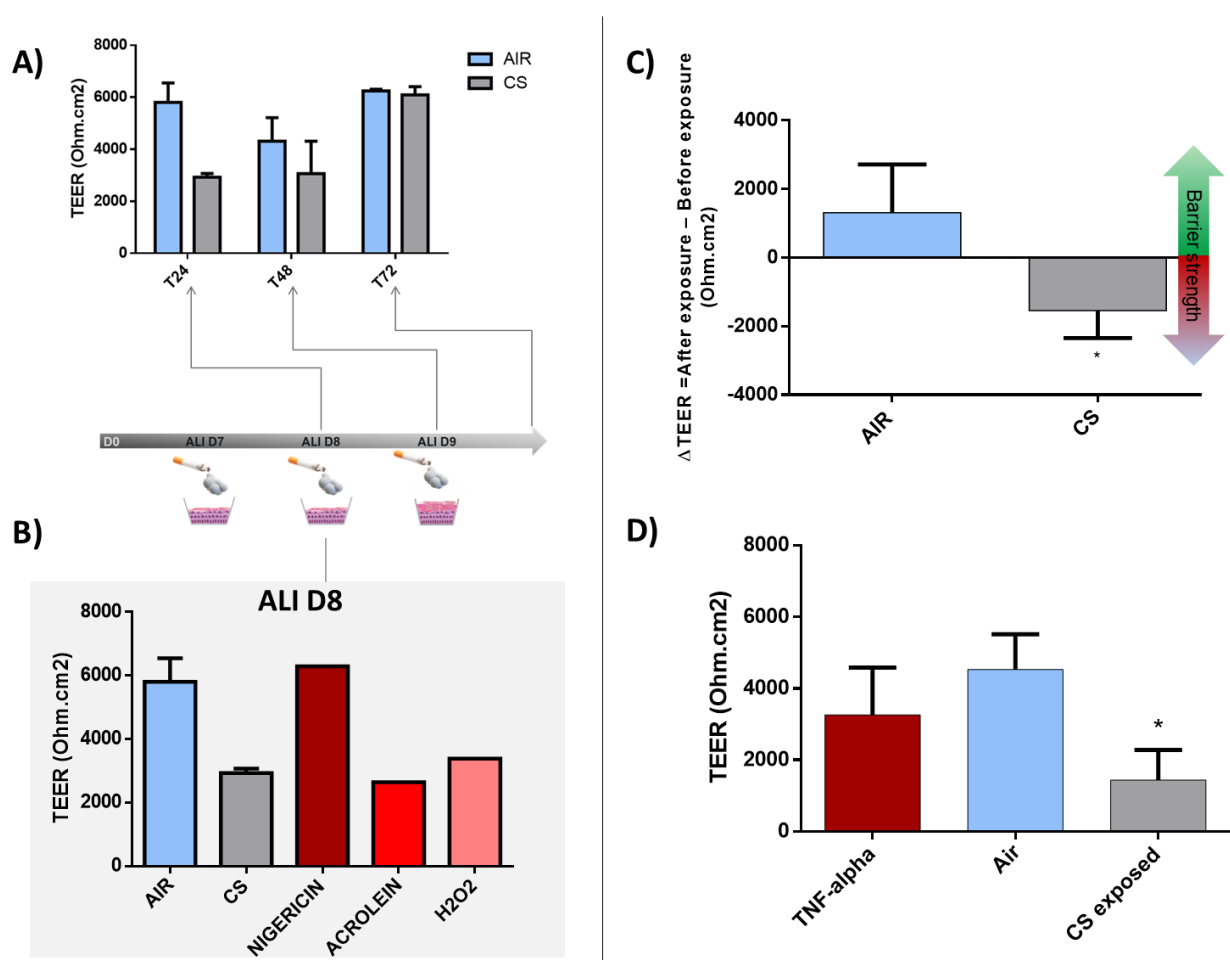 A)
8000
6000
4000
2000
0
TEER (Ohm.cm2)
AIR
CS
T24
T48
T72
D0
ALI D7
ALI D8
ALI D9
B)
ALI D8
8000
6000
4000
2000
0
TEER (Ohm.cm2)
AIR
CS
NIGERICIN
ACROLEIN
H2O2
C)
Δ TEER =After exposure – Before exposure
(Ohm.cm2)
4000
2000
0
-2000
-4000
*
AIR
CS
Barrier strength
D)
8000
6000
4000
2000
0
TEER (Ohm.cm2)
*
TNF-alpha
Air
CS exposed